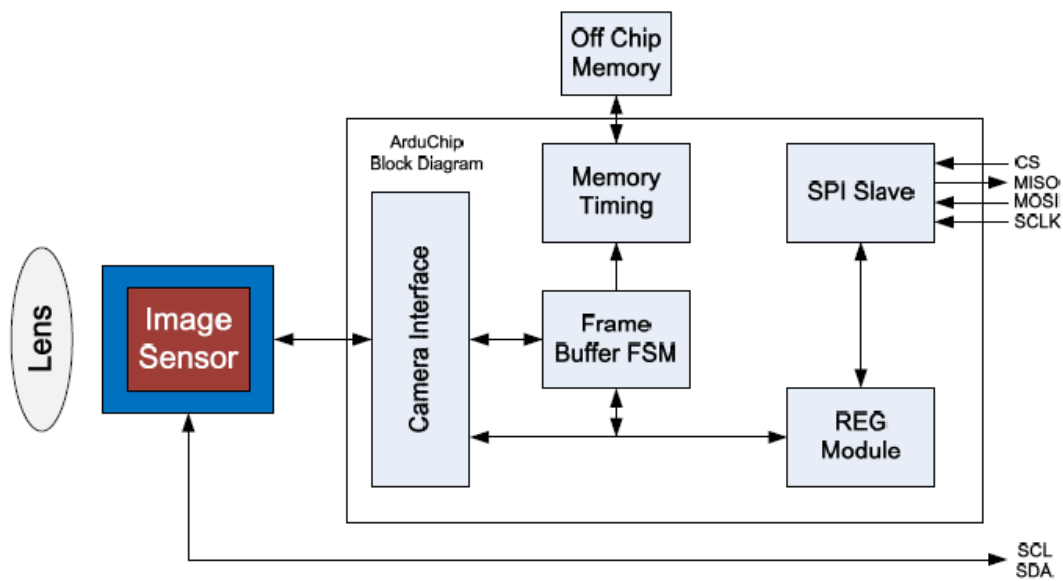 Off Chip
Memory
ArduChip
Block Diagram
Memory
Timing
SPI Slave
CS
MISO
MOSI
SCLK
Lens
Image
Sensor
Camera Interface
Frame
Buffer FSM
REG
Module
SCL
SDA